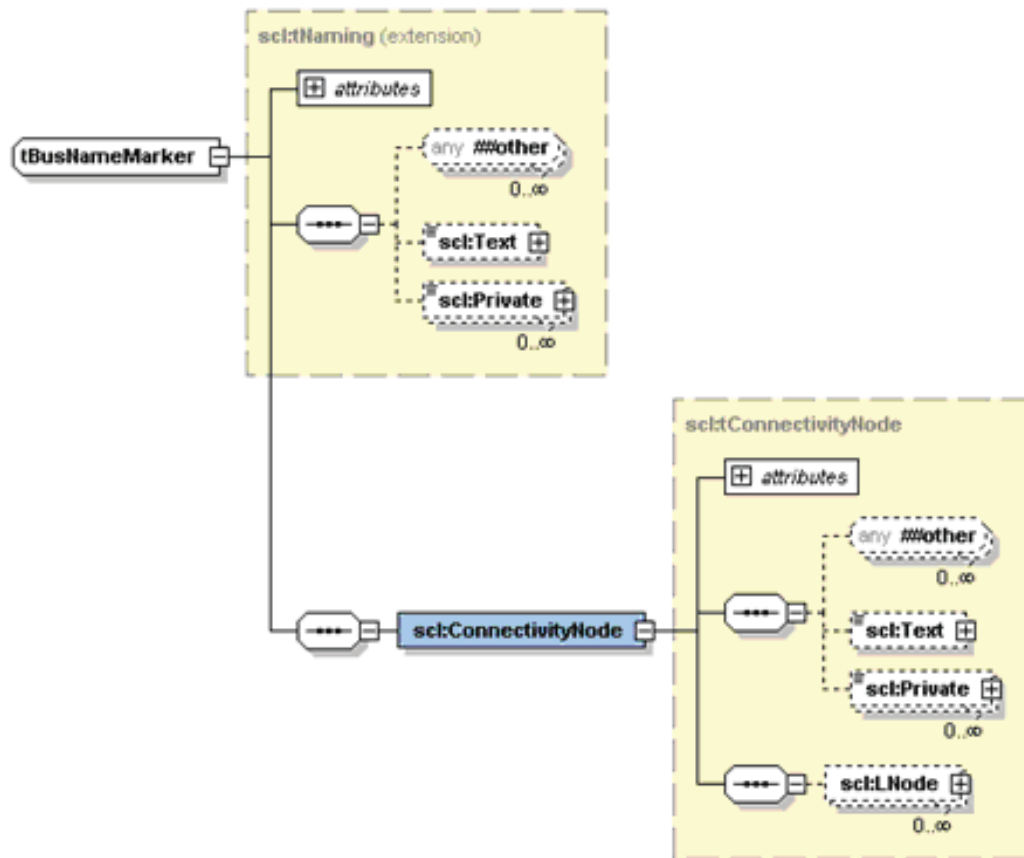 scl:tNaming (extension)
attributes
tBusNameMarker
any ##other
0..∞
scl:Text
scl:Private
0..∞
scl:tConnectivityNode
attributes
any ##other
0..∞
scl:ConnectivityNode
scl:Text
scl:Private
0..∞
scl:LNode
0..∞